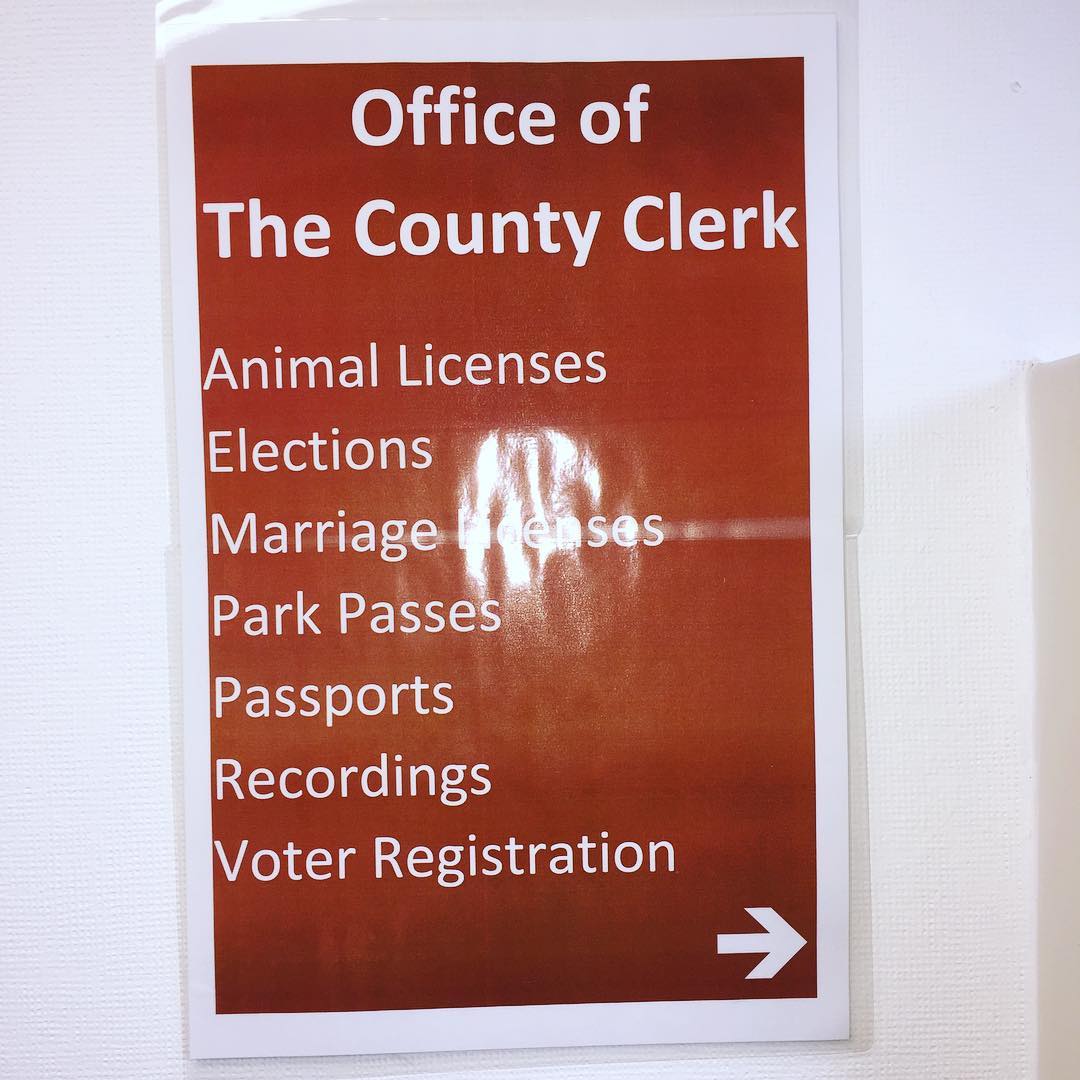 Office of
The County Clerk
Animal Licenses
Elections
Marriage Licenses
Park Passes
Passports
Recordings
Voter Registration